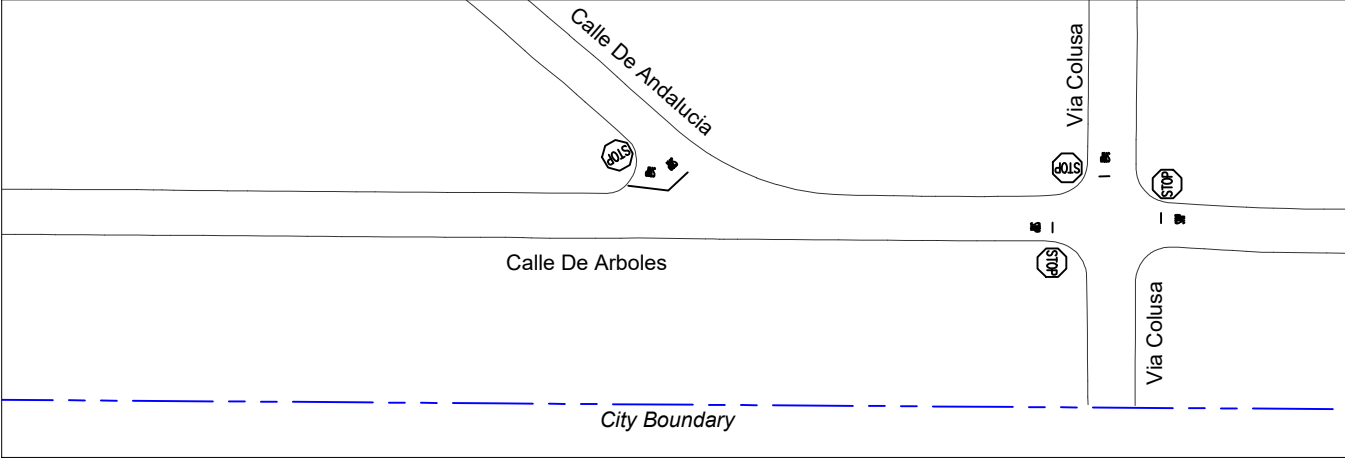 Calle De Andalucia
Via Colusa
STOP
STOP
STOP
Calle De Arboles
STOP
Via Colusa
City Boundary